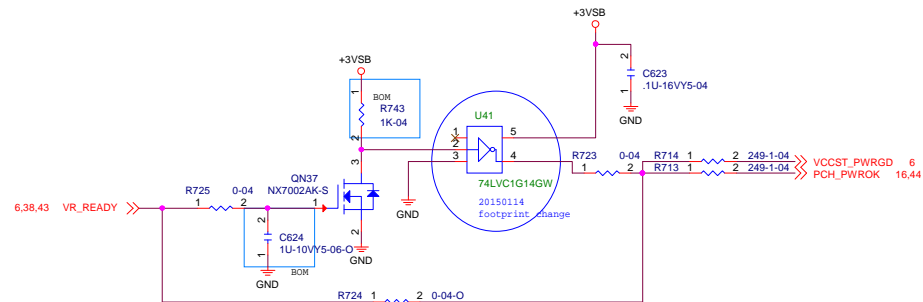 +3VSB
+3VSB
2
C623
.1U-16VY5-04
1
GND
1
BOM
R743
1K-04
2
U41
1
5
2
3
4
74LVC1G14GW
20150114
footprint change
GND
R723
0-04
1
2
R714
1
2
249-1-04
VCCST_PWRGD
6
R713
1
2
249-1-04
PCH_PWROK
16,44
3
QN37
NX7002AK-S
1
2
GND
6,38,43
VR_READY
R725
0-04
1
2
2
C624
1U-10VY5-06-O
1
BOM
GND
R724
1
2
0-04-O